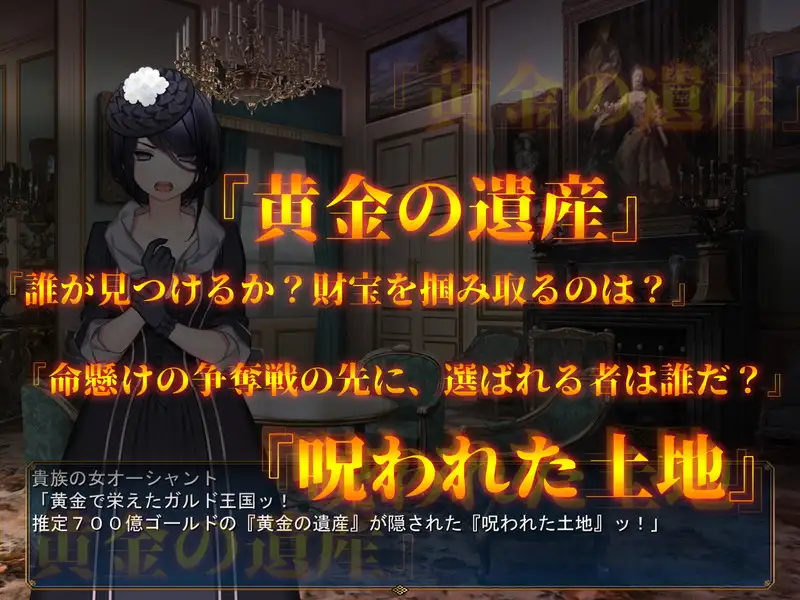 『黄金の遺産』
『黄金の遺産』
『誰が見つけるか？財宝を掴み取るのは？』
『命懸けの争奪戦の先に、選ばれる者は誰だ？』
『呪われた土地』
貴族の女オーシャント
「黄金で栄えたガルド王国ッ！
推定７００億ゴールドの『黄金の遺産』が隠された『呪われた土地』ッ！」
黄金の遺産』